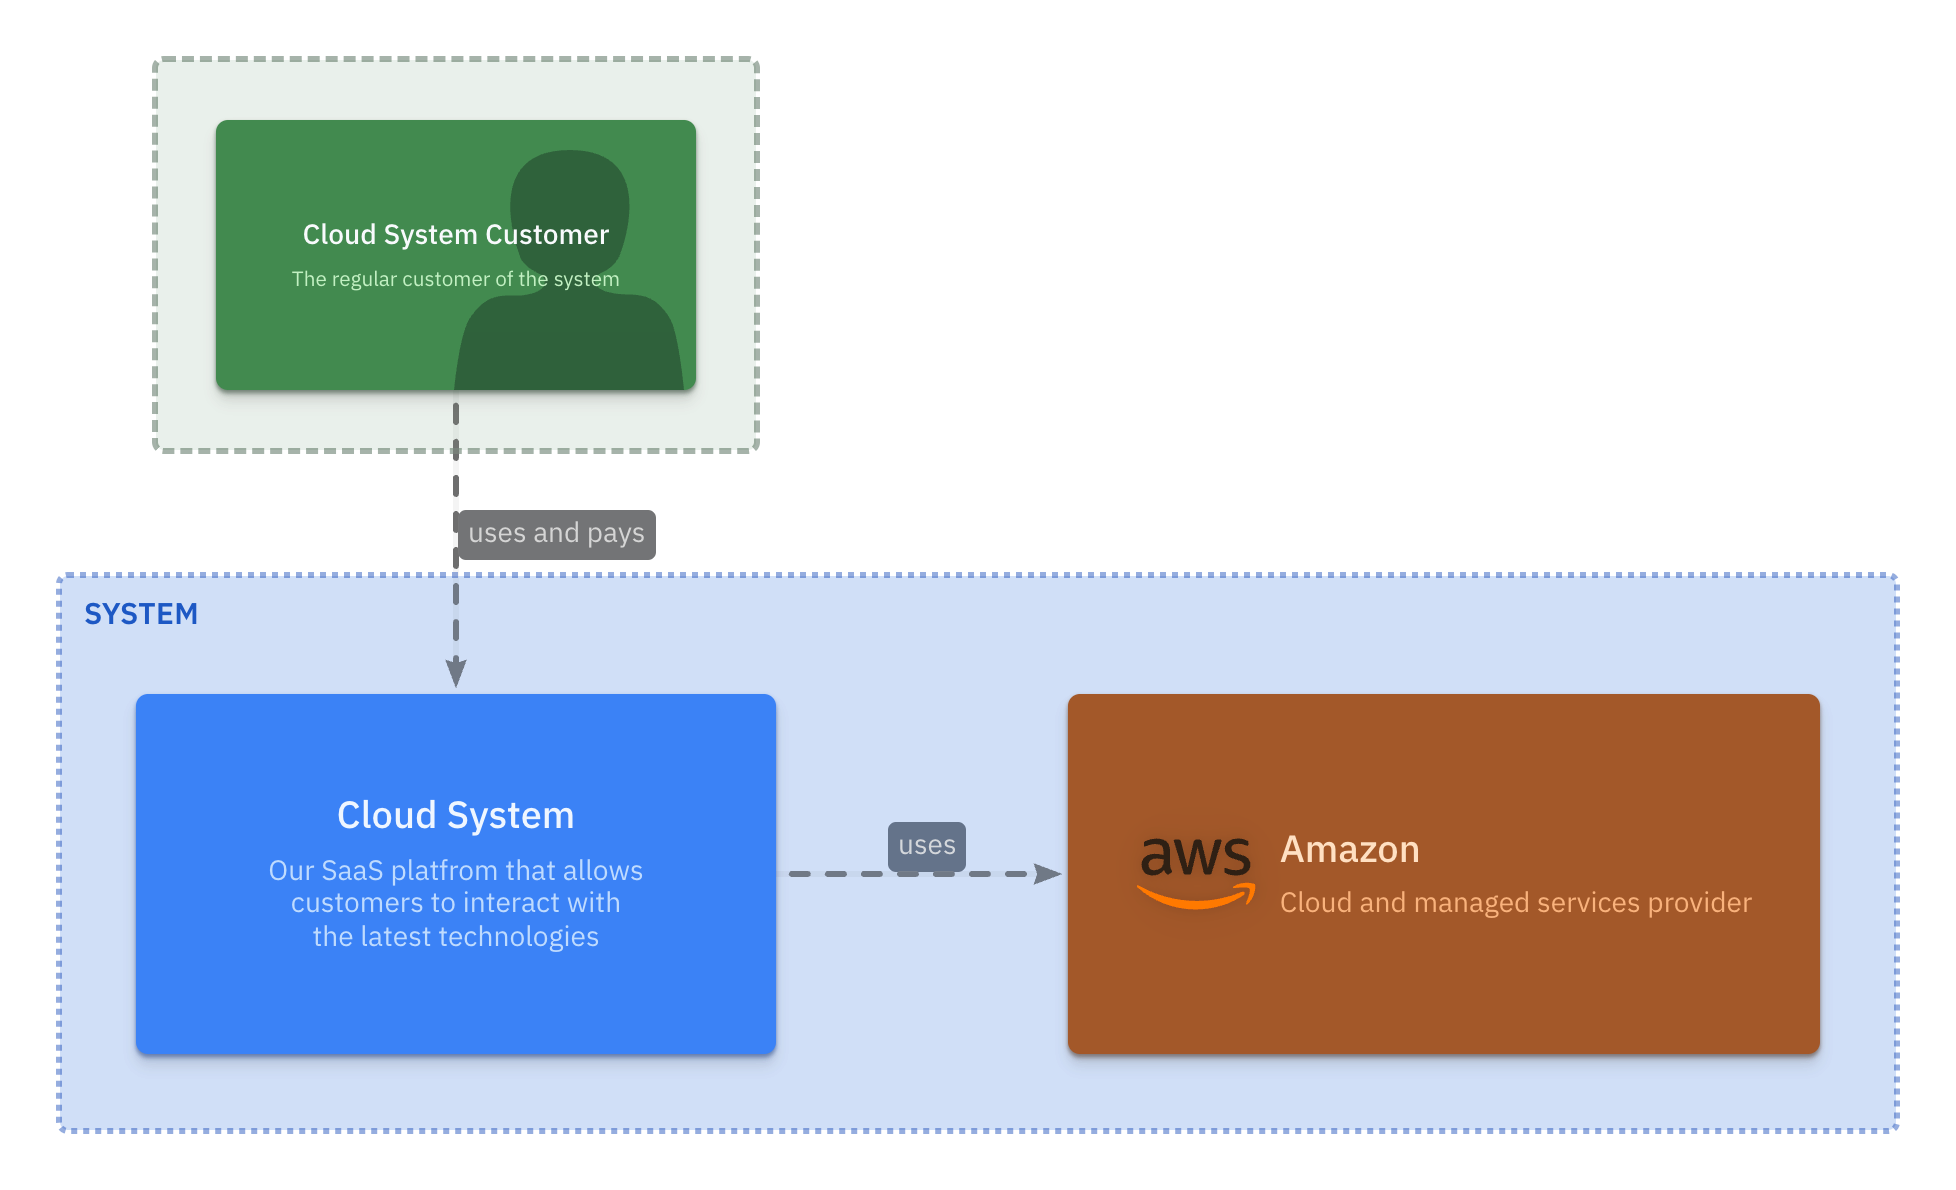 Cloud System Customer
The regular customer of the system
uses and pays
SYSTEM
Cloud System
Our SaaS platfrom that allows
customers to interact with
the latest technologies
uses
aws
Amazon
Cloud and managed services provider